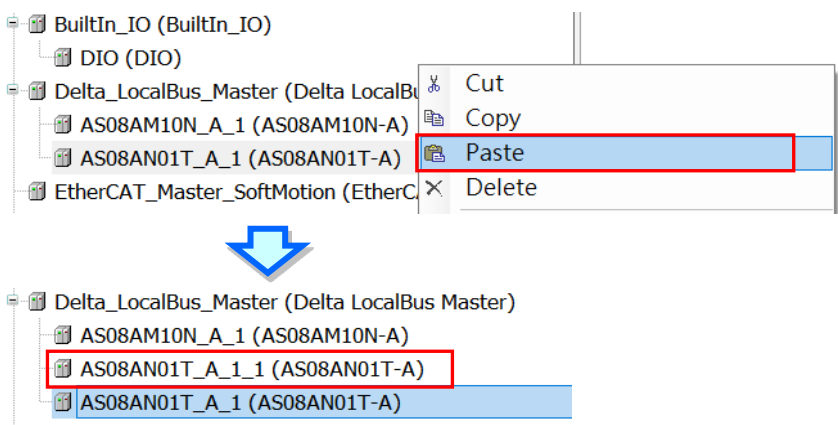 BuiltIn_IO (BuiltIn_IO)
DIO (DIO)
Delta_LocalBus_Master (Delta LocalBu
AS08AM10N_A_1 (AS08AM10N-A)
AS08AN01T_A_1 (AS08AN01T-A)
EtherCAT_Master_SoftMotion (EtherCA
Cut
Copy
Paste
Delete
Delta_LocalBus_Master (Delta LocalBus Master)
AS08AM10N_A_1 (AS08AM10N-A)
AS08AN01T_A_1_1 (AS08AN01T-A)
AS08AN01T_A_1 (AS08AN01T-A)